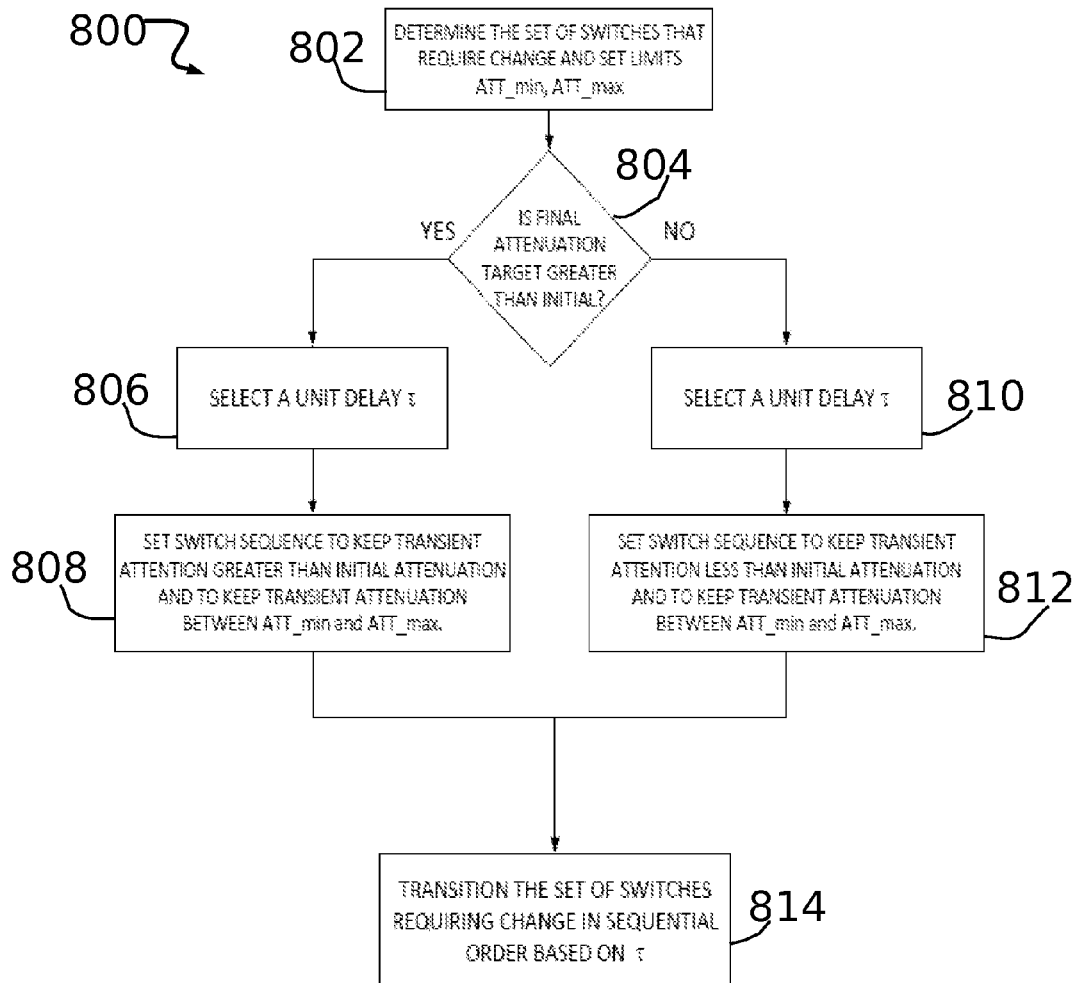 800
802
DETERMINE THE SET OF SWITCHES THAT
REQUIRE CHANGE AND SET LIMITS
ATT_min, ATT_max
804
YES
IS FINAL
ATTENUATION
TARGET GREATER
THAN INITIAL?
NO
806
SELECT A UNIT DELAY τ
SELECT A UNIT DELAY τ
810
808
SET SWITCH SEQUENCE TO KEEP TRANSIENT
ATTENTION GREATER THAN INITIAL ATTENUATION
AND TO KEEP TRANSIENT ATTENUATION
BETWEEN ATT_min and ATT_max.
SET SWITCH SEQUENCE TO KEEP TRANSIENT
ATTENTION LESS THAN INITIAL ATTENUATION
AND TO KEEP TRANSIENT ATTENUATION
BETWEEN ATT_min and ATT_max.
812
TRANSITION THE SET OF SWITCHES
REQUIRING CHANGE IN SEQUENTIAL
ORDER BASED ON τ
814